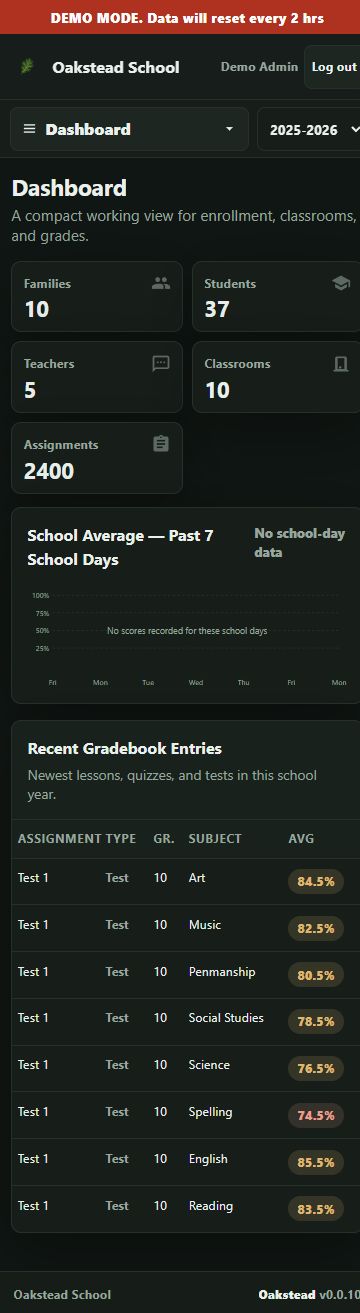 DEMO MODE. Data will reset every 2 hrs
Oakstead School Demo Admin Log out
Dashboard 2025-2026
Dashboard
A compact working view for enrollment, classrooms,
and grades.
Families Students
10 37
Teachers Classrooms
5 10
Assignments
2400
School Average — Past 7 No school-day
School Days data
100%
75%
50% No scores recorded for these school days
25%
Fri Mon Tue Wed Thu Fri Mon
Recent Gradebook Entries
Newest lessons, quizzes, and tests in this school
year.
ASSIGNMENT TYPE GR. SUBJECT AVG
Test 1 Test 10 Art 84.5%
Test 1 Test 10 Music 82.5%
Test 1 Test 10 Penmanship 80.5%
Test 1 Test 10 Social Studies 78.5%
Test 1 Test 10 Science 76.5%
Test 1 Test 10 Spelling 74.5%
Test 1 Test 10 English 85.5%
Test 1 Test 10 Reading 83.5%
Oakstead School Oakstead v0.0.10